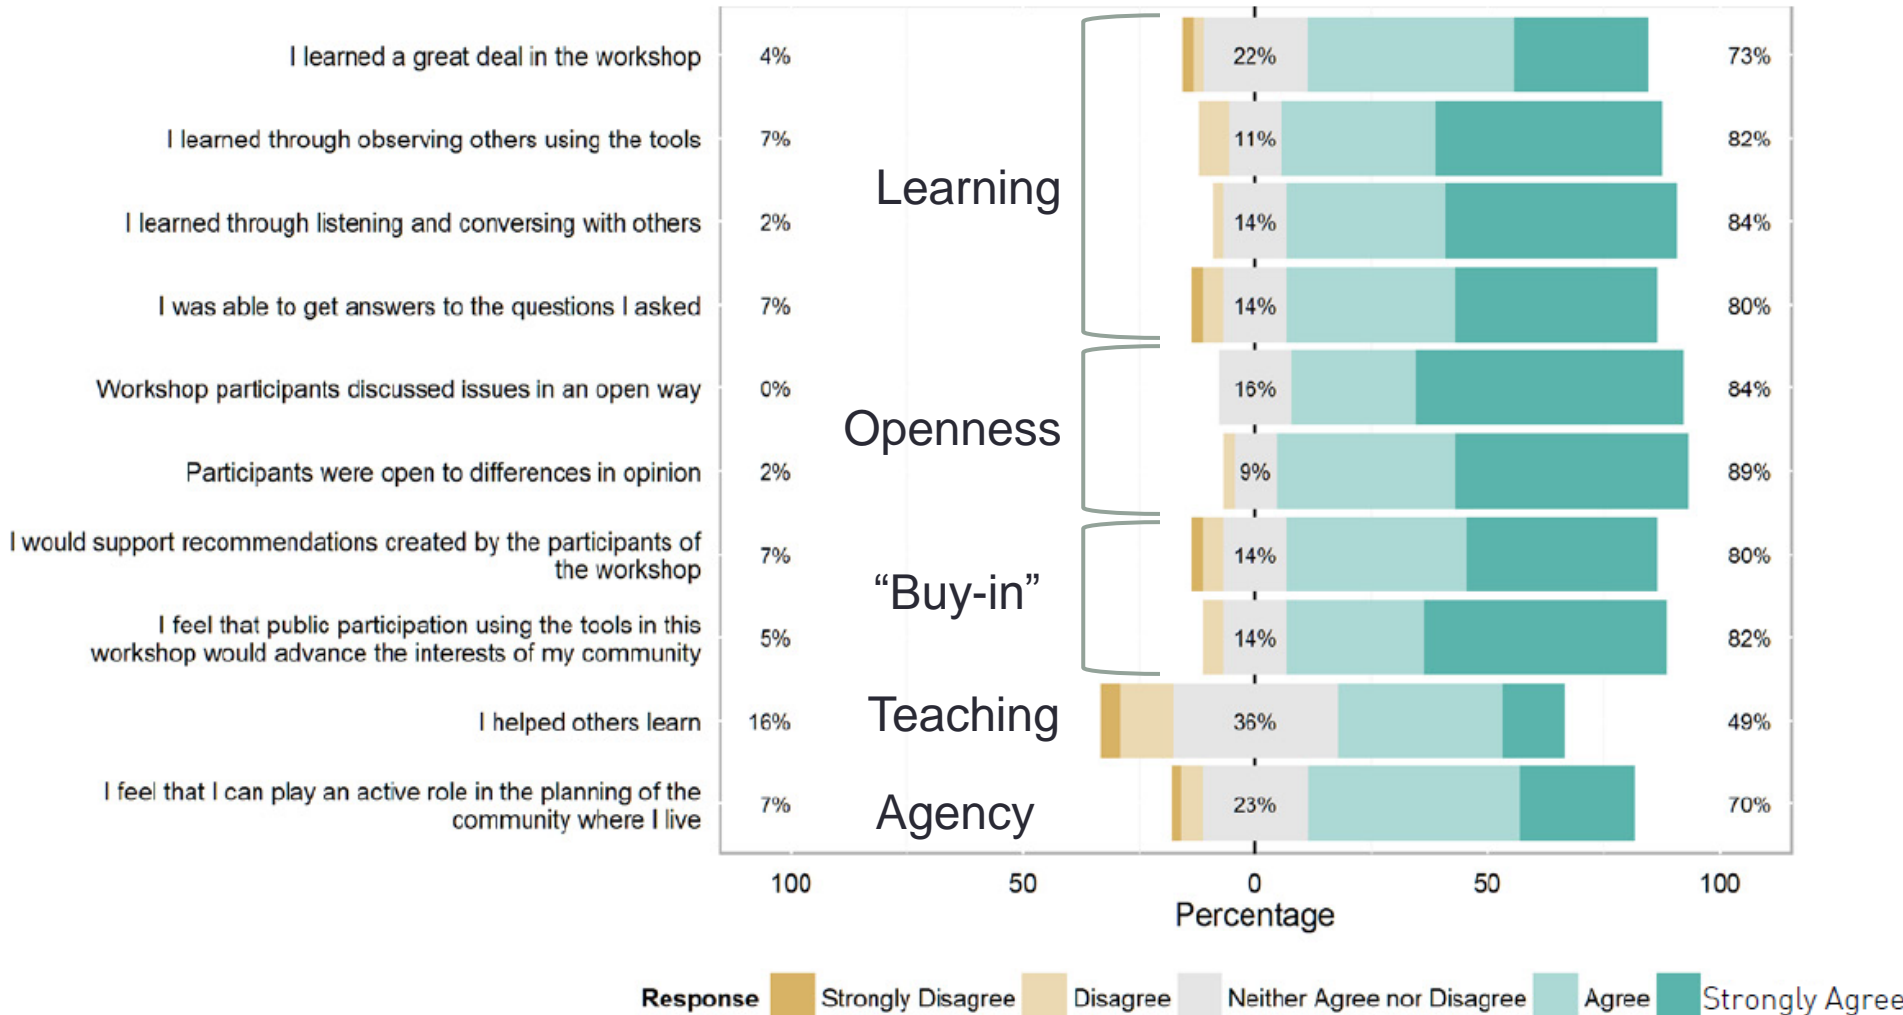 I learned a great deal in the workshop 4% 22% 73%
I learned through observing others using the tools 7% 11% 82%
Learning
I learned through listening and conversing with others 2% 14% 84%
I was able to get answers to the questions I asked 7% 14% 80%
Workshop participants discussed issues in an open way 0% 16% 84%
Openness
Participants were open to differences in opinion 2% 9% 89%
I would support recommendations created by the participants of
the workshop 7% 14% 80%
“Buy-in”
I feel that public participation using the tools in this
workshop would advance the interests of my community 5% 14% 82%
Teaching
I helped others learn 16% 36% 49%
I feel that I can play an active role in the planning of the
community where I live 7% 23% 70%
Agency
100 50 0 50 100
Percentage
Response Strongly Disagree Disagree Neither Agree nor Disagree Agree Strongly Agree